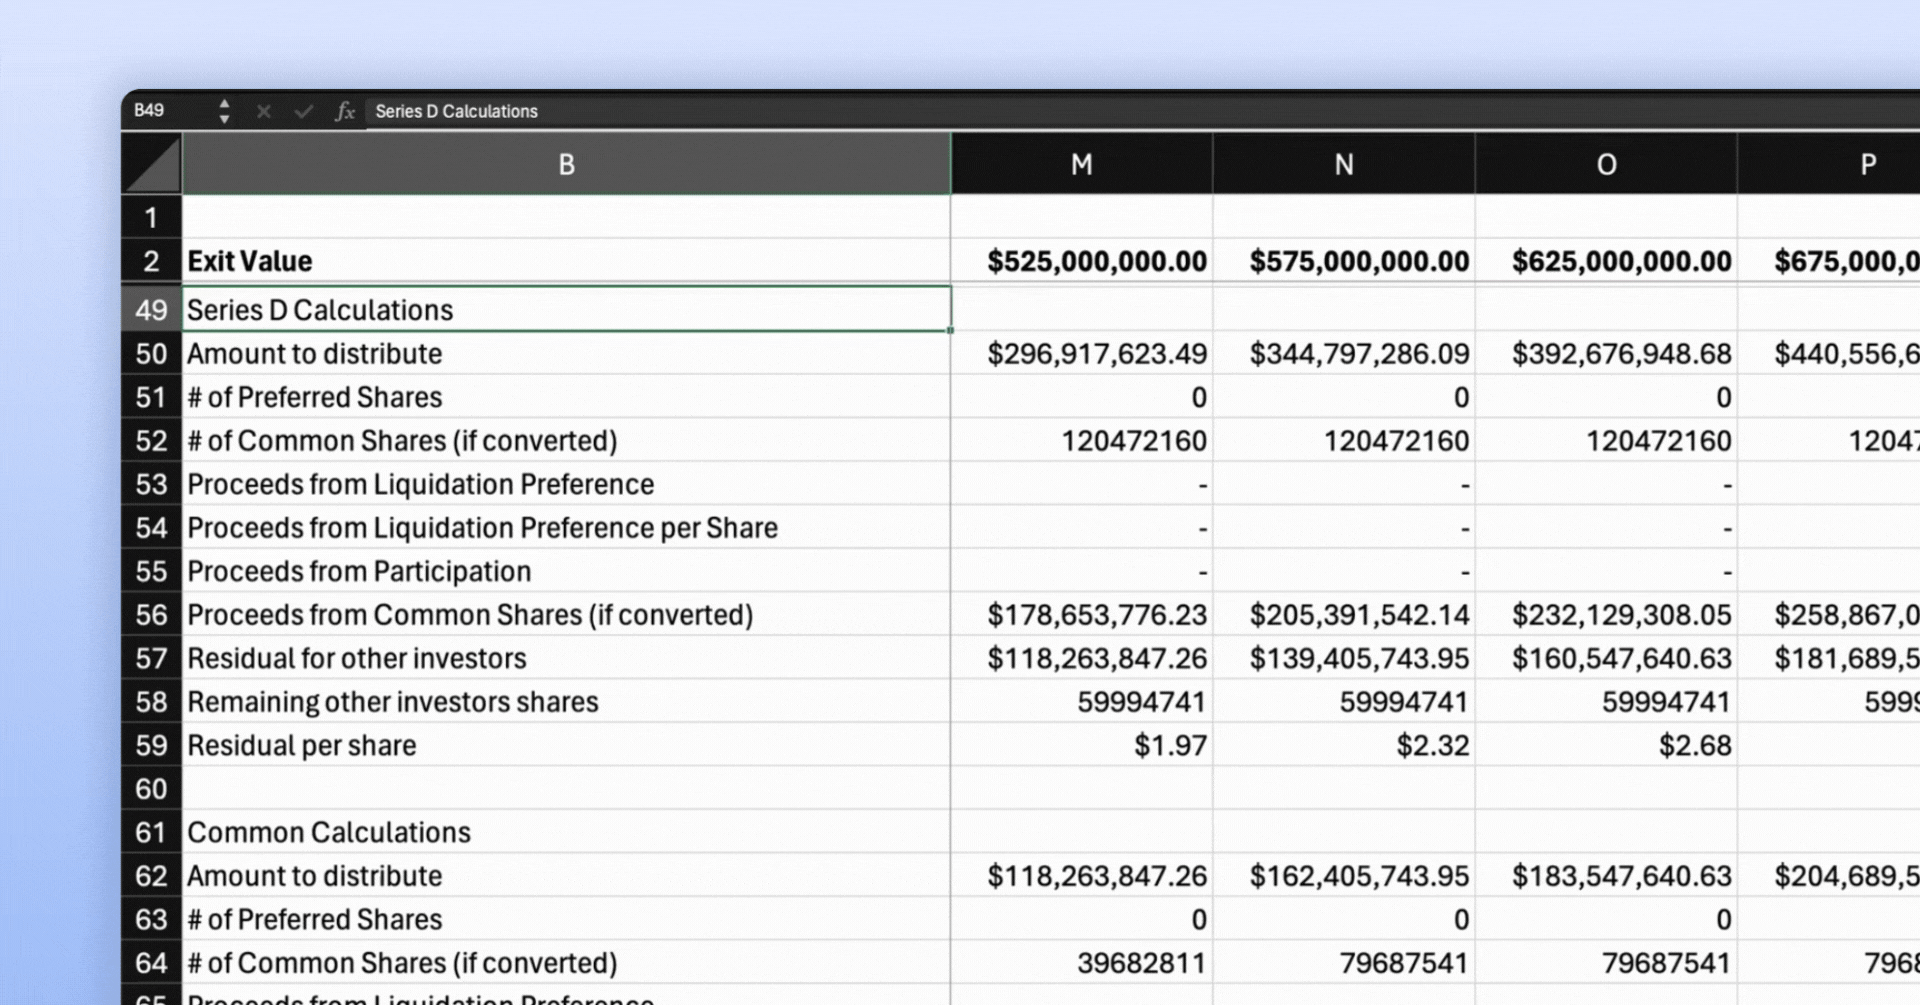 B49 fx Series D Calculations
B M N O P
1
2 Exit Value $525,000,000.00 $575,000,000.00 $625,000,000.00 $675,000,0
49 Series D Calculations
50 Amount to distribute $296,917,623.49 $344,797,286.09 $392,676,948.68 $440,556,6
51 # of Preferred Shares 0 0 0
52 # of Common Shares (if converted) 120472160 120472160 120472160 12047
53 Proceeds from Liquidation Preference - - -
54 Proceeds from Liquidation Preference per Share - - -
55 Proceeds from Participation - - -
56 Proceeds from Common Shares (if converted) $178,653,776.23 $205,391,542.14 $232,129,308.05 $258,867,0
57 Residual for other investors $118,263,847.26 $139,405,743.95 $160,547,640.63 $181,689,5
58 Remaining other investors shares 59994741 59994741 59994741 5999
59 Residual per share $1.97 $2.32 $2.68
60
61 Common Calculations
62 Amount to distribute $118,263,847.26 $162,405,743.95 $183,547,640.63 $204,689,5
63 # of Preferred Shares 0 0 0
64 # of Common Shares (if converted) 39682811 79687541 79687541 7968
65 Proceeds from Liquidation Preference